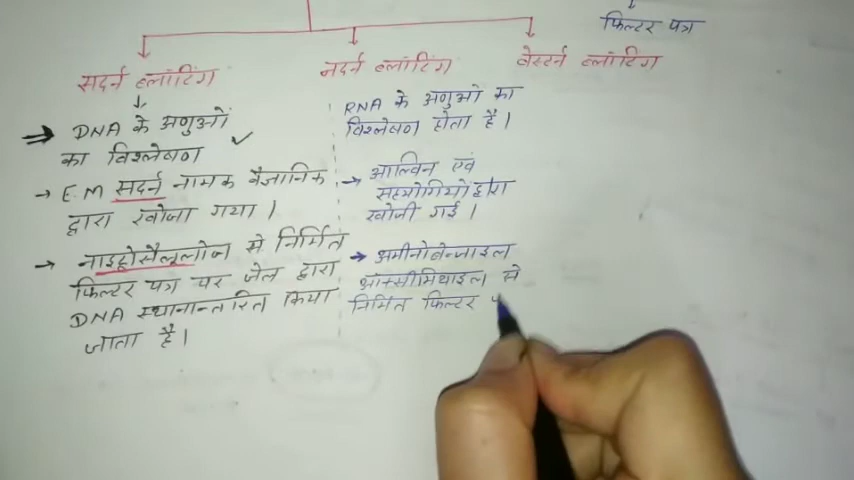 फिल्टर पत्र
सदर्न ब्लांटिंग
नदर्न ब्लांटिंग
वेस्टर्न ब्लांटिंग
DNA के अणुओं
का विश्लेषण
→ E.M सदर्न नामक वैज्ञानिक
द्वारा खोजा गया।
→ नाइट्रोसैलूलोज से निर्मित
फिल्टर पत्र पर जेल द्वारा
DNA स्थानान्तरित किया
जाता है।
RNA के अणुओ का
विश्लेषण होता है।
→ आल्विन एवं
सहयोगियो द्वारा
खोजी गई।
→ अमीनोबेन्जाइल
ऑक्सीमिथाइल से
निर्मित फिल्टर